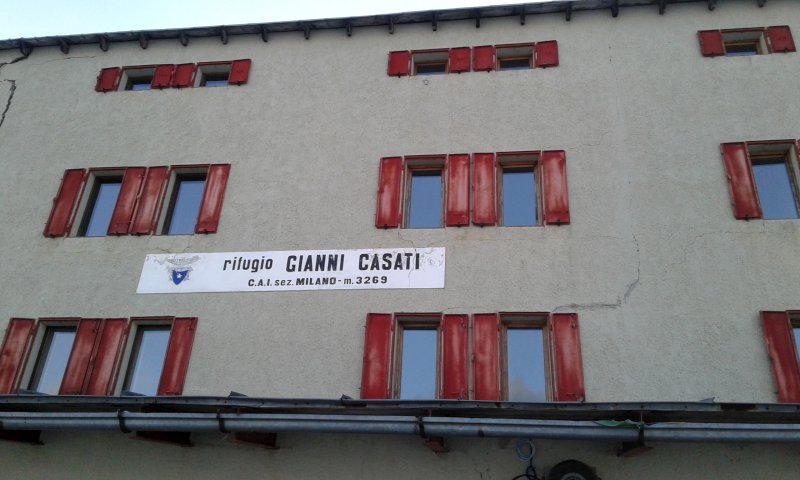 rifugio GIANNI CASATI
C.A.I. sez. MILANO - m. 3269